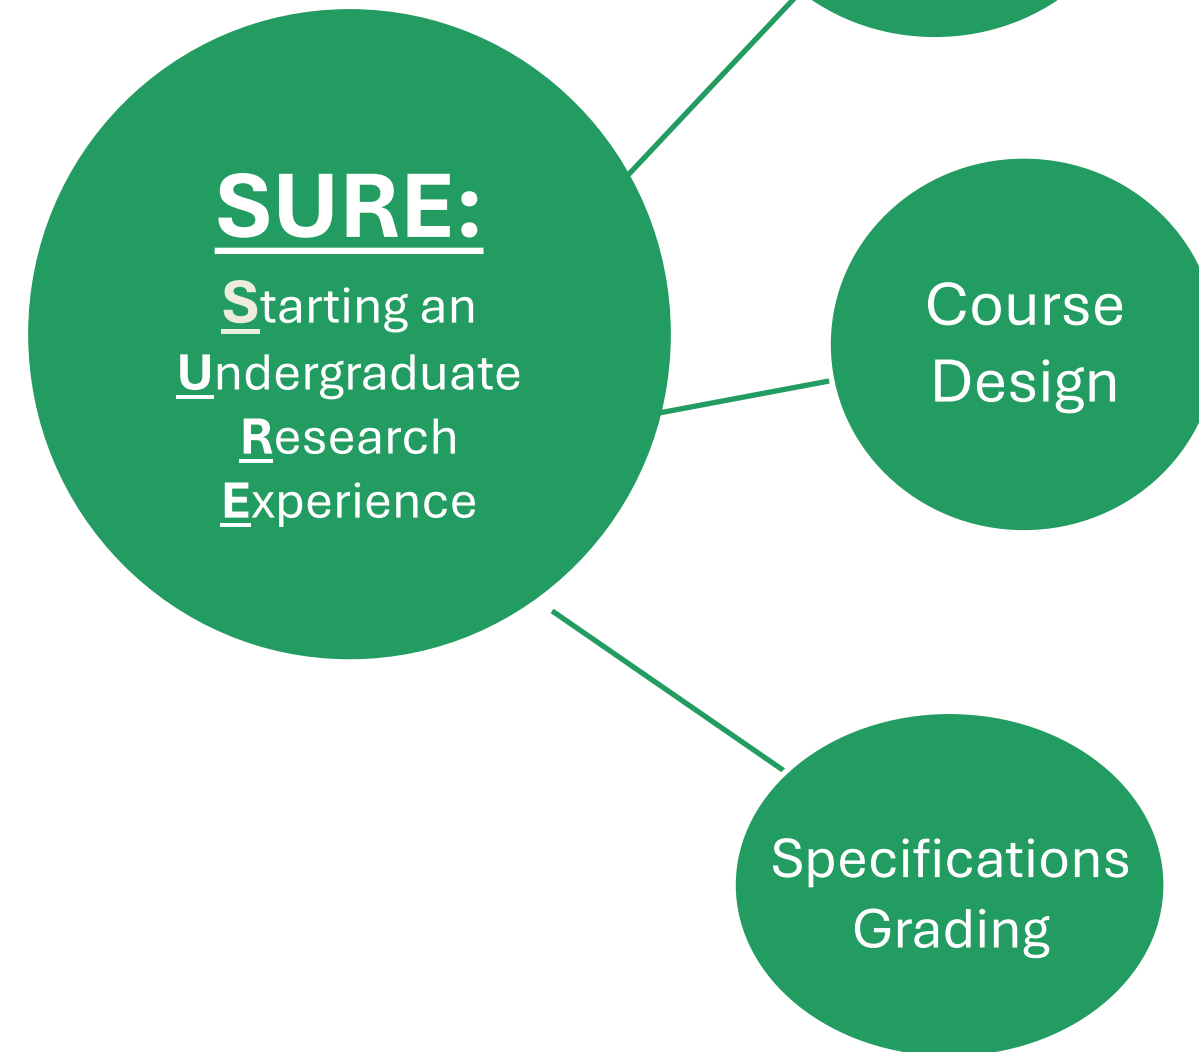 SURE:
Starting an
Undergraduate
Research
Experience
Course
Design
Specifications
Grading